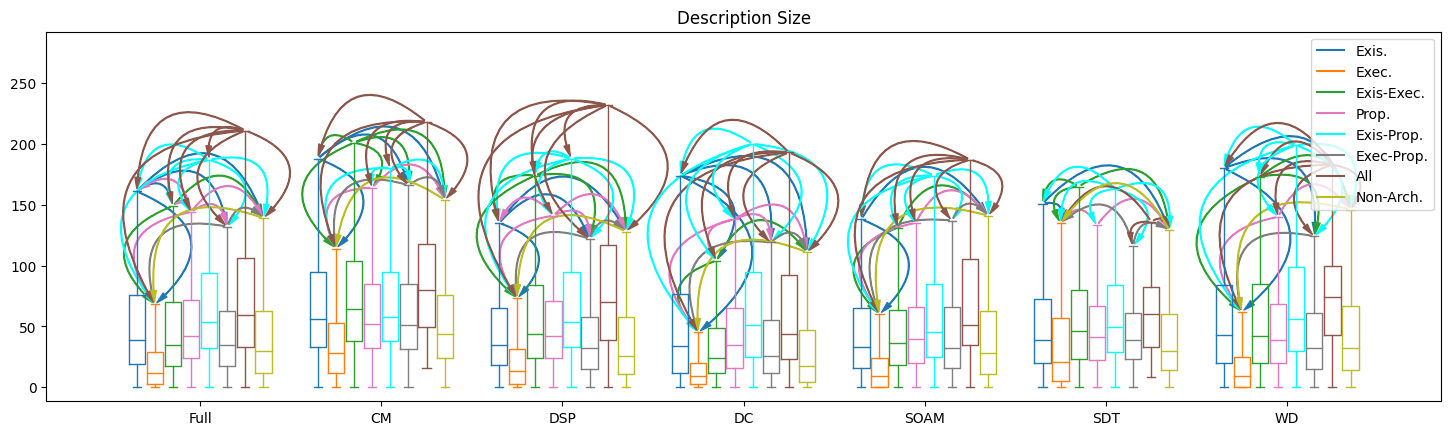 Description Size
250
200
150
100
50
0
Exis.
Exec.
Exis-Exec.
Prop.
Exis-Prop.
Exec-Prop.
All
Non-Arch.
Full CM DSP DC SOAM SDT WD